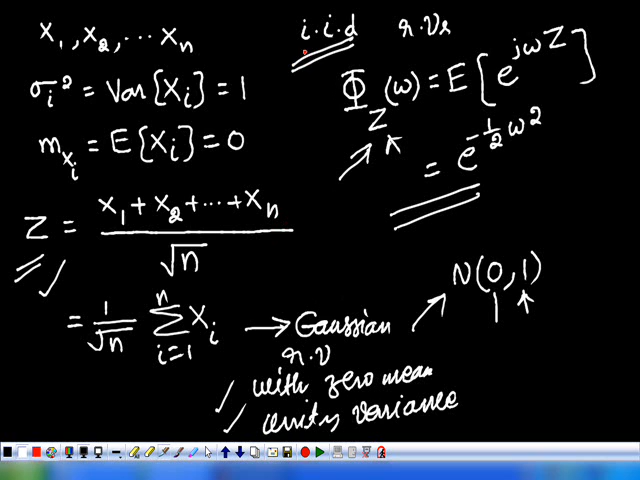 X₁, X₂, ... Xₙ
i.i.d r.vs
σᵢ² = Var[Xᵢ] = 1
m_Xᵢ = E[Xᵢ] = 0
Φ_Z(ω) = E[e^{jωZ}]
= e^{-½ω²}
Z = (X₁ + X₂ + ... + Xₙ) / √n
= 1/√n Σ_{i=1}^{n} Xᵢ → Gaussian
r.v
with zero mean
unity variance
N(0, 1)